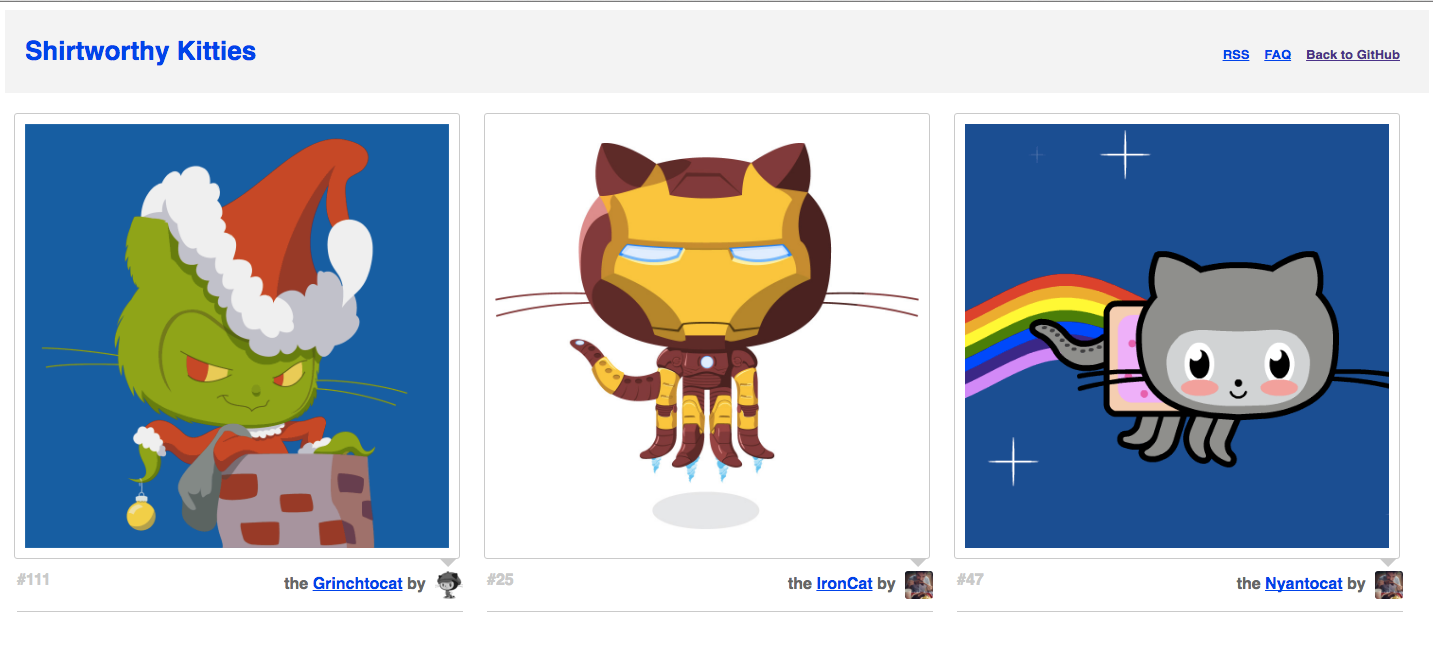 Shirtworthy Kitties
RSS FAQ Back to GitHub
#111 the Grinchtocat by
#25 the IronCat by
#47 the Nyantocat by